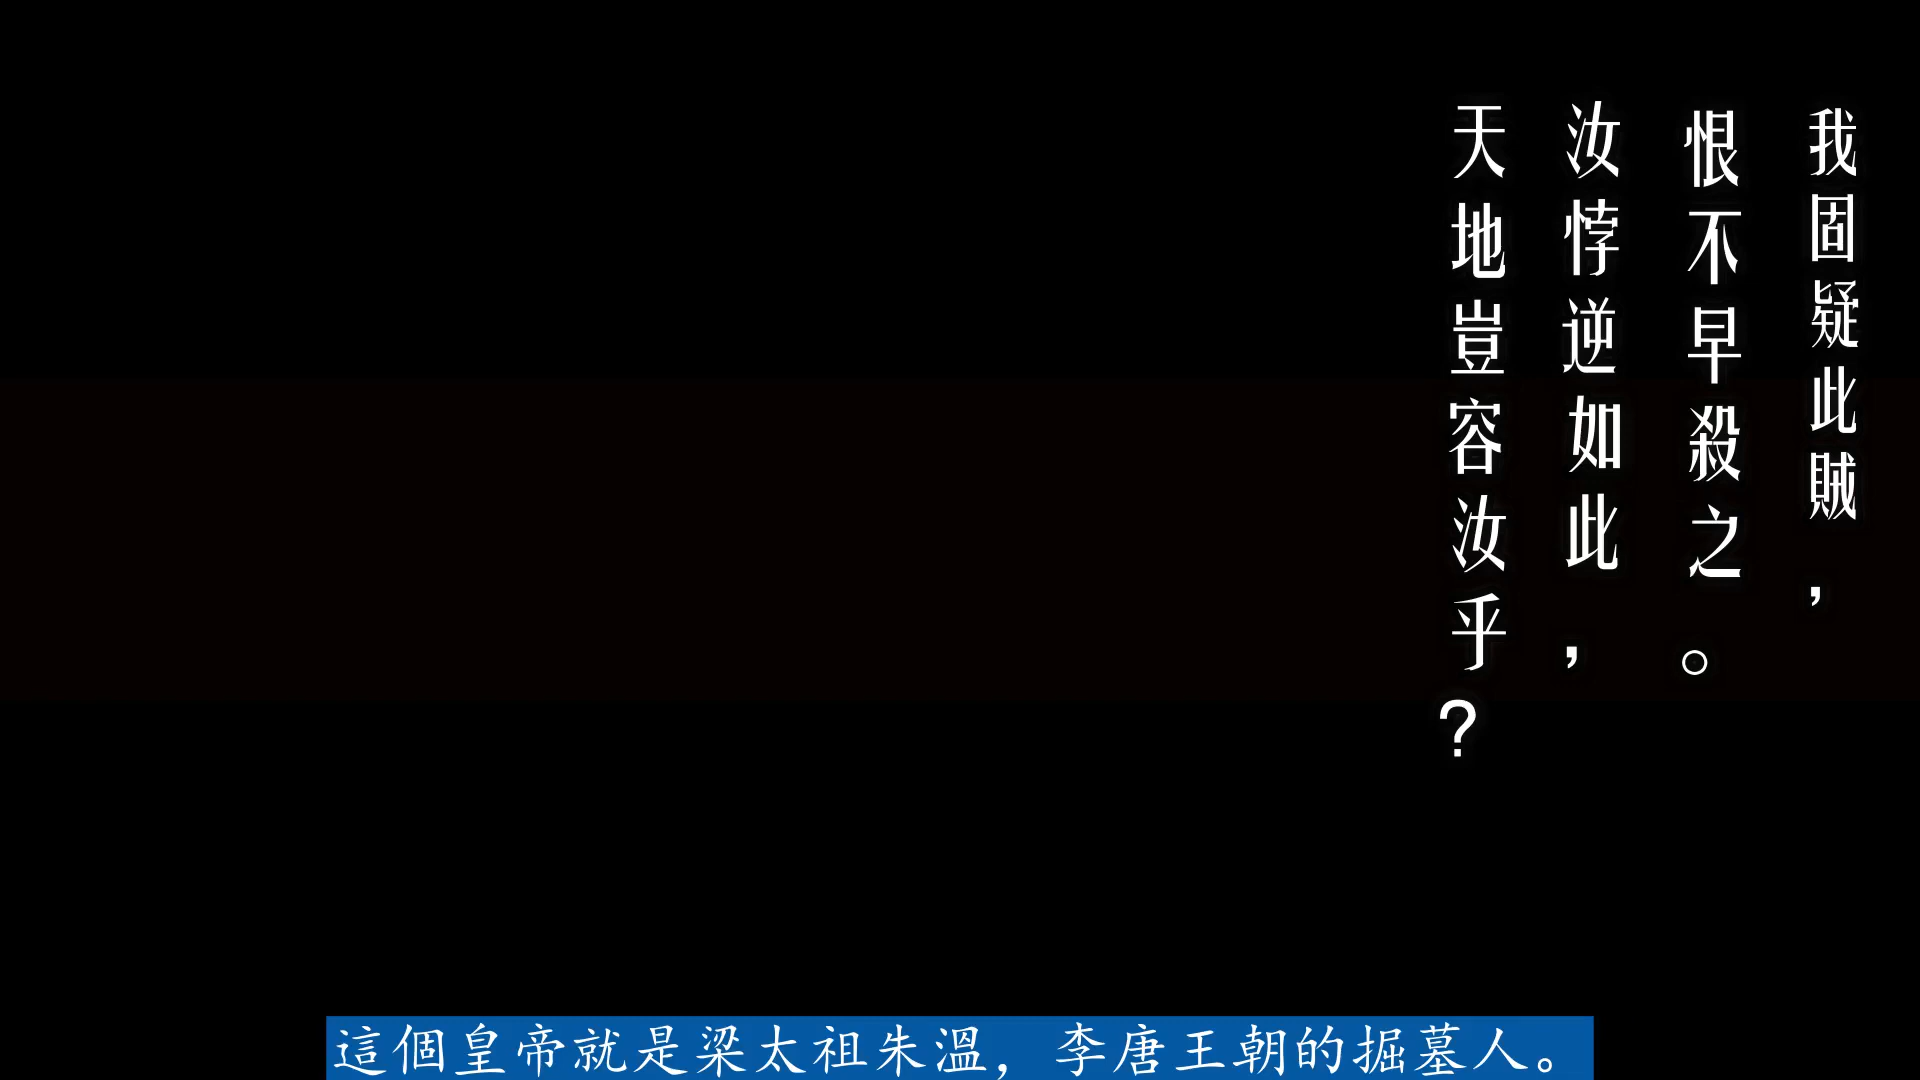 我固疑此賊，
恨不早殺之。
汝悖逆如此，
天地豈容汝乎？
這個皇帝就是梁太祖朱溫，李唐王朝的掘墓人。